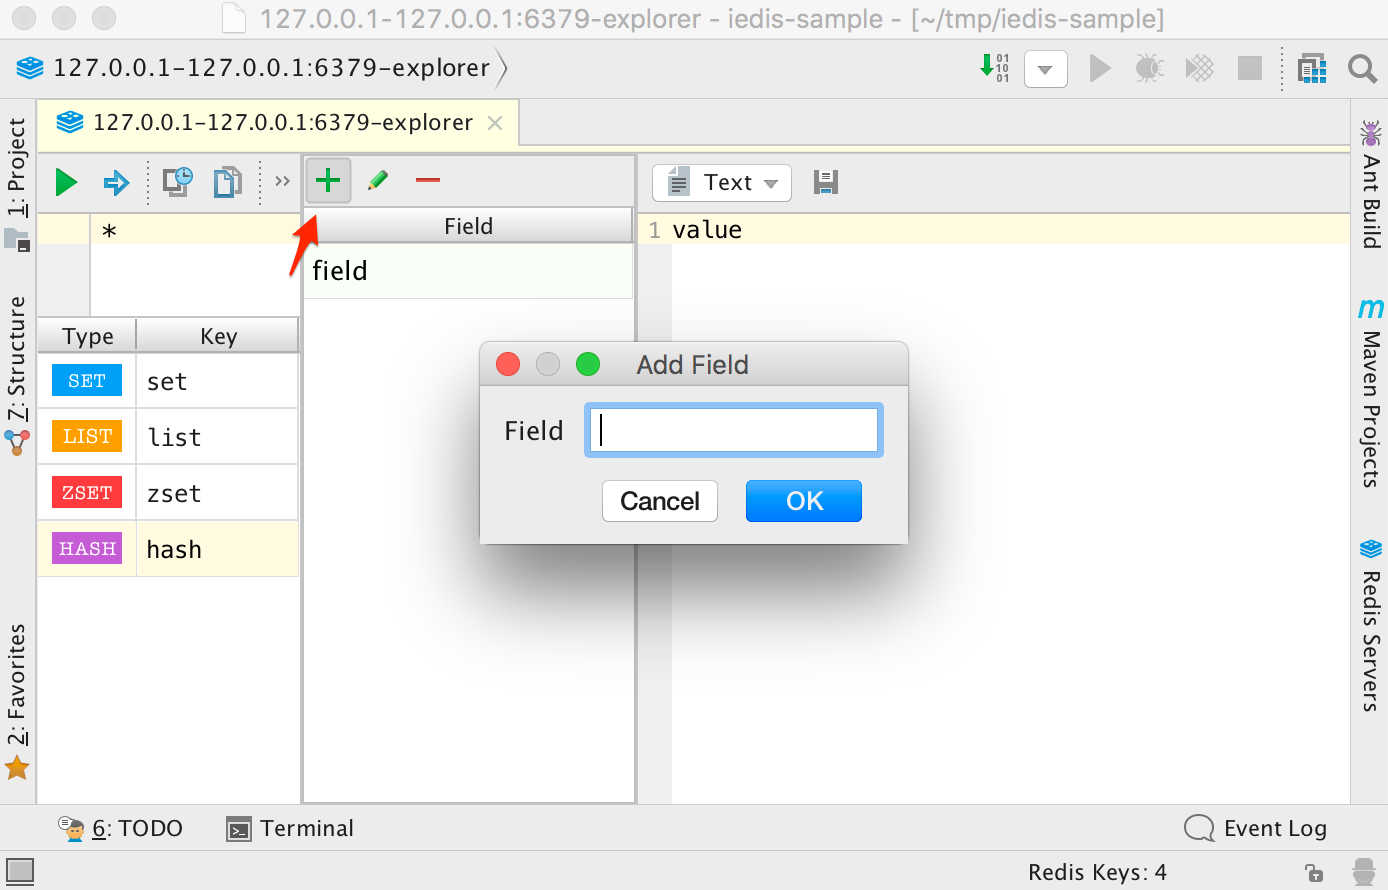 127.0.0.1-127.0.0.1:6379-explorer - iedis-sample - [~/tmp/iedis-sample]
127.0.0.1-127.0.0.1:6379-explorer
01
10
01
127.0.0.1-127.0.0.1:6379-explorer
1: Project
7: Structure
2: Favorites
Text
*
Field
field
1 value
Type Key
SET set
LIST list
ZSET zset
HASH hash
Add Field
Field
Cancel OK
Ant Build
m
Maven Projects
Redis Servers
6: TODO Terminal Event Log
Redis Keys: 4